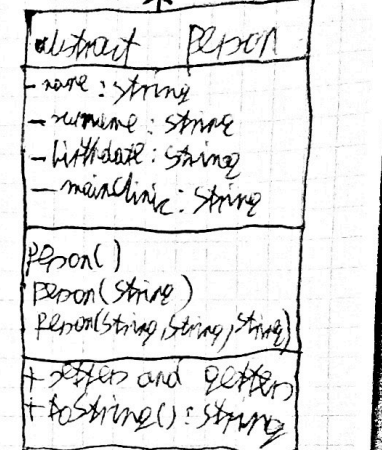 abstract Person
- name : String
- surname : String
- birthdate : String
- mainClinic : String
Person()
Person(String)
Person(String, String, String)
+ setters and getters
+ toString() : String